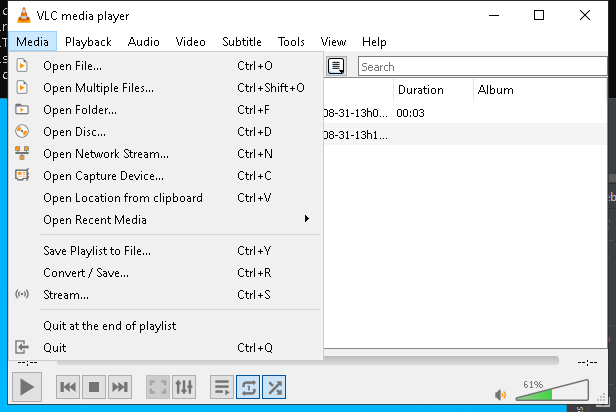 VLC media player
Media Playback Audio Video Subtitle Tools View Help
Open File... Ctrl+O
Search
Open Multiple Files... Ctrl+Shift+O
Duration Album
Open Folder... Ctrl+F
08-31-13h0... 00:03
Open Disc... Ctrl+D
08-31-13h1...
Open Network Stream... Ctrl+N
Open Capture Device... Ctrl+C
Open Location from clipboard Ctrl+V
Open Recent Media
Save Playlist to File... Ctrl+Y
Convert / Save... Ctrl+R
Stream... Ctrl+S
Quit at the end of playlist
Quit Ctrl+Q
--:-- --:--
61%